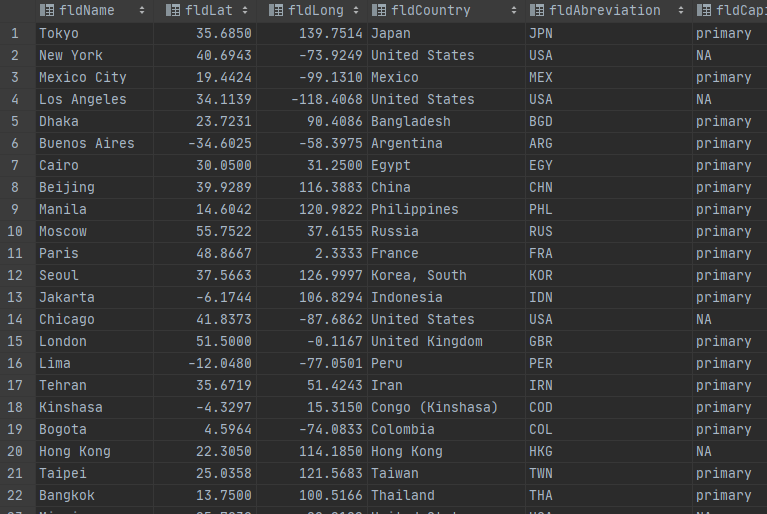 fldName fldLat fldLong fldCountry fldAbreviation fldCapi
1 Tokyo 35.6850 139.7514 Japan JPN primary
2 New York 40.6943 -73.9249 United States USA NA
3 Mexico City 19.4424 -99.1310 Mexico MEX primary
4 Los Angeles 34.1139 -118.4068 United States USA NA
5 Dhaka 23.7231 90.4086 Bangladesh BGD primary
6 Buenos Aires -34.6025 -58.3975 Argentina ARG primary
7 Cairo 30.0500 31.2500 Egypt EGY primary
8 Beijing 39.9289 116.3883 China CHN primary
9 Manila 14.6042 120.9822 Philippines PHL primary
10 Moscow 55.7522 37.6155 Russia RUS primary
11 Paris 48.8667 2.3333 France FRA primary
12 Seoul 37.5663 126.9997 Korea, South KOR primary
13 Jakarta -6.1744 106.8294 Indonesia IDN primary
14 Chicago 41.8373 -87.6862 United States USA NA
15 London 51.5000 -0.1167 United Kingdom GBR primary
16 Lima -12.0480 -77.0501 Peru PER primary
17 Tehran 35.6719 51.4243 Iran IRN primary
18 Kinshasa -4.3297 15.3150 Congo (Kinshasa) COD primary
19 Bogota 4.5964 -74.0833 Colombia COL primary
20 Hong Kong 22.3050 114.1850 Hong Kong HKG NA
21 Taipei 25.0358 121.5683 Taiwan TWN primary
22 Bangkok 13.7500 100.5166 Thailand THA primary